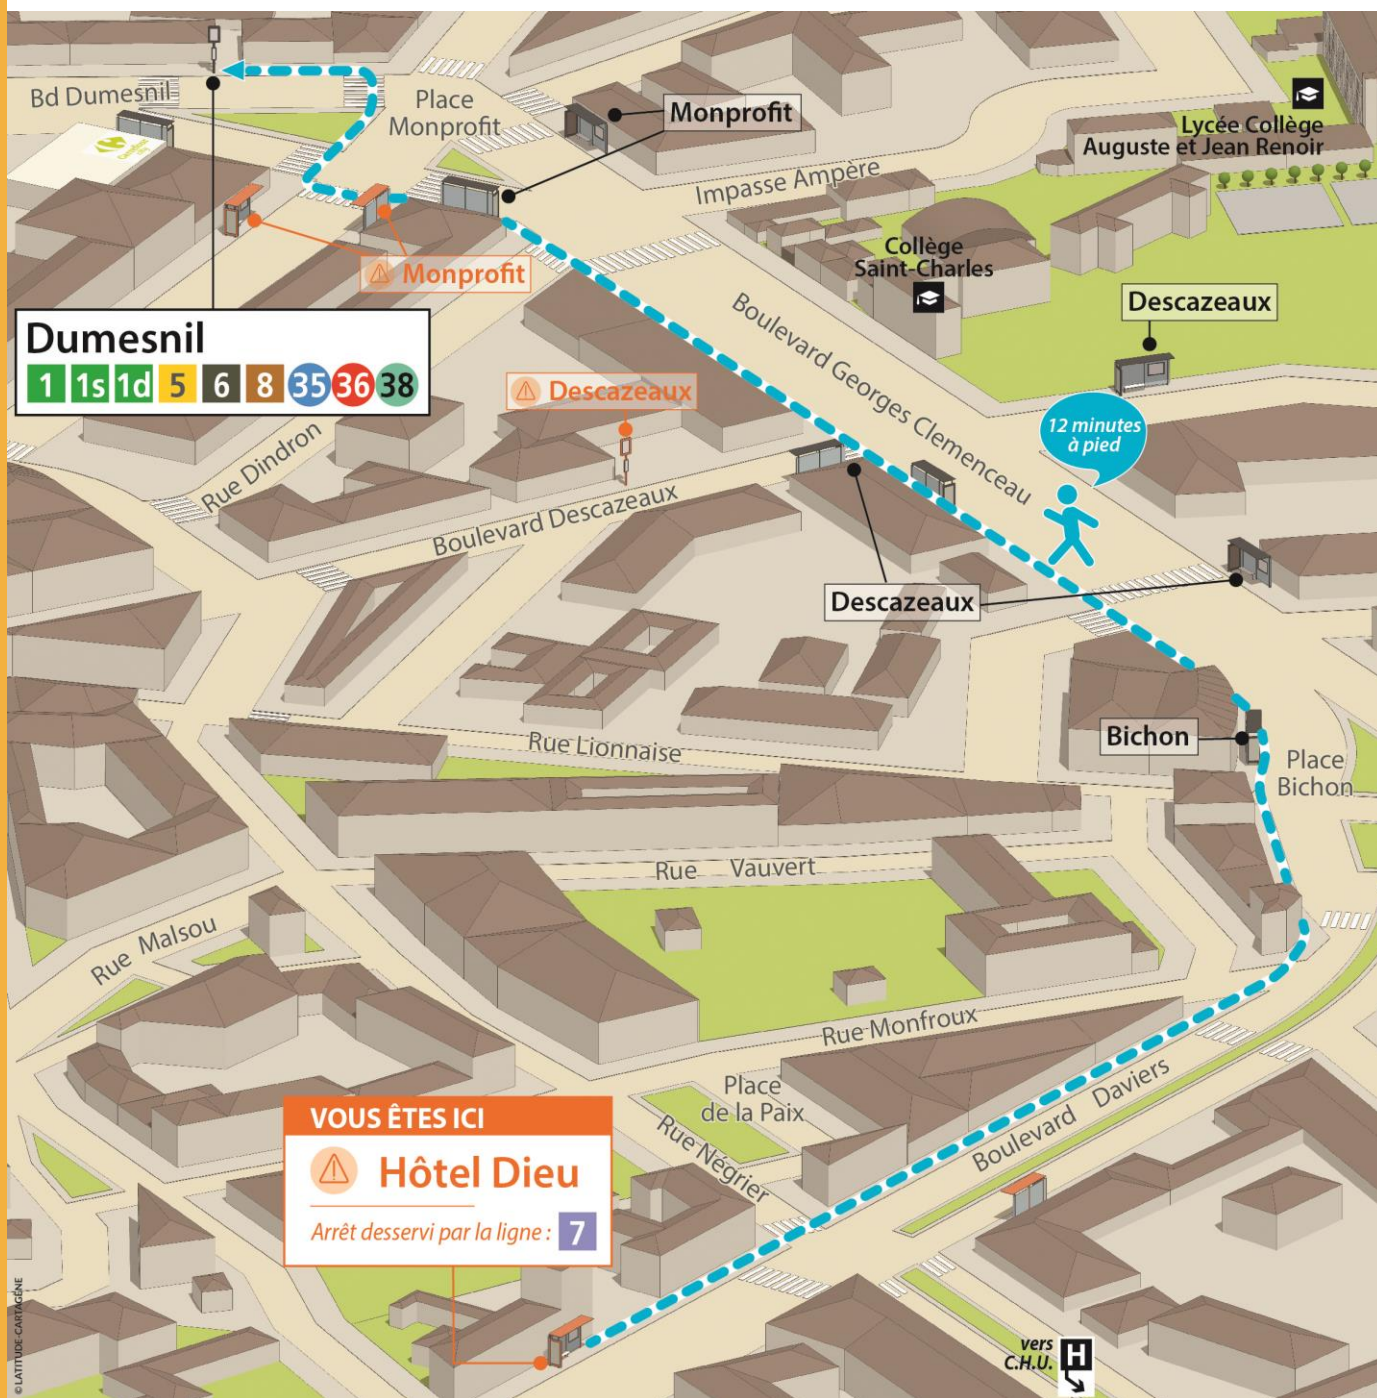 Bd Dumesnil
Place
Monprofit
Monprofit
Lycée Collège
Auguste et Jean Renoir
Impasse Ampère
Carrefour
city
Collège
Saint-Charles
Monprofit
Descazeaux
Dumesnil
1 1s 1d 5 6 8 35 36 38
Boulevard Georges Clemenceau
Descazeaux
12 minutes
à pied
Rue Dindron
Boulevard Descazeaux
Descazeaux
Rue Lionnaise
Bichon
Place
Bichon
Rue Vauvert
Rue Malsou
Rue Monfroux
Place
de la Paix
Boulevard Daviers
Rue Négrier
VOUS ÊTES ICI
Hôtel Dieu
Arrêt desservi par la ligne : 7
vers
C.H.U.
H
© LATITUDE-CARTAGÈNE